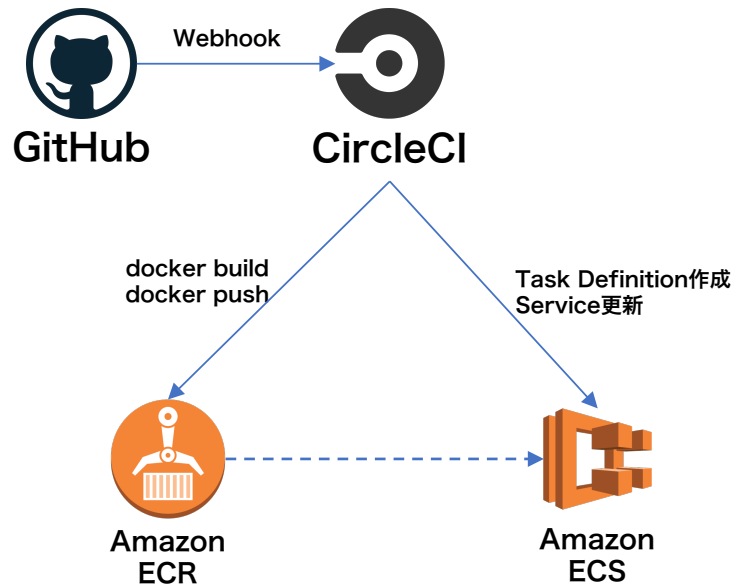 Webhook
GitHub
CircleCI
docker build
docker push
Task Definition作成
Service更新
Amazon
ECR
Amazon
ECS